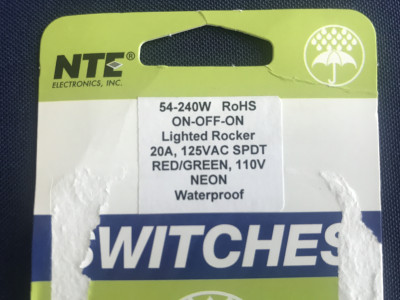 NTE®
ELECTRONICS, INC.
54-240W RoHS
ON-OFF-ON
Lighted Rocker
20A, 125VAC SPDT
RED/GREEN, 110V
NEON
Waterproof
SWITCHES